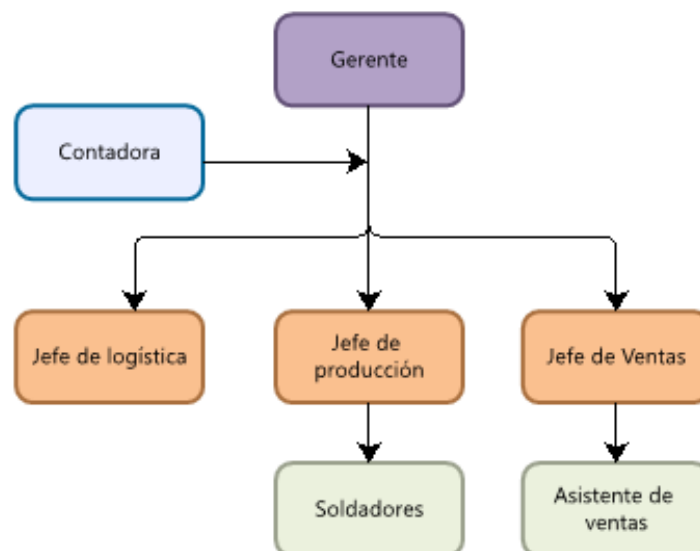 Gerente
Contadora
Jefe de logística
Jefe de
producción
Jefe de Ventas
Soldadores
Asistente de
ventas